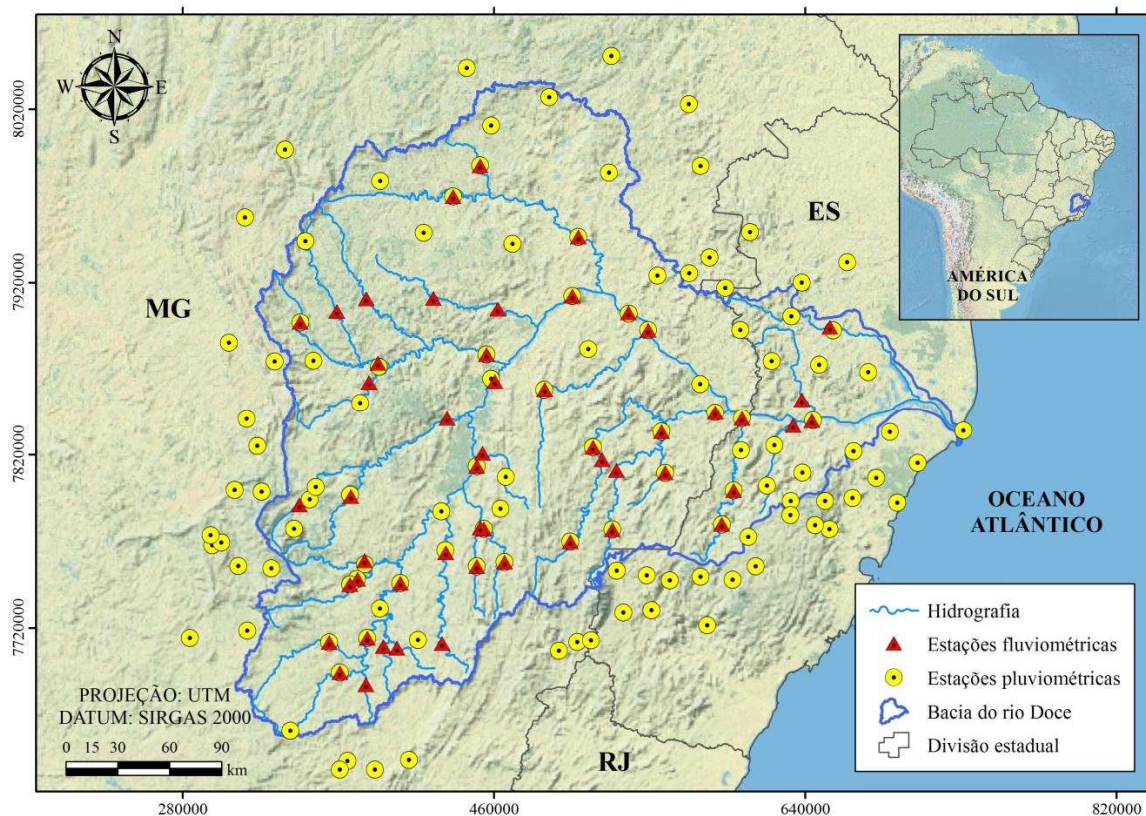 N
W E
S
8020000
7920000
7820000
7720000
MG
ES
RJ
AMÉRICA
DO SUL
OCEANO
ATLÂNTICO
PROJEÇÃO: UTM
DATUM: SIRGAS 2000
0 15 30 60 90
km
Hidrografia
Estações fluviométricas
Estações pluviométricas
Bacia do rio Doce
Divisão estadual
280000 460000 640000 820000